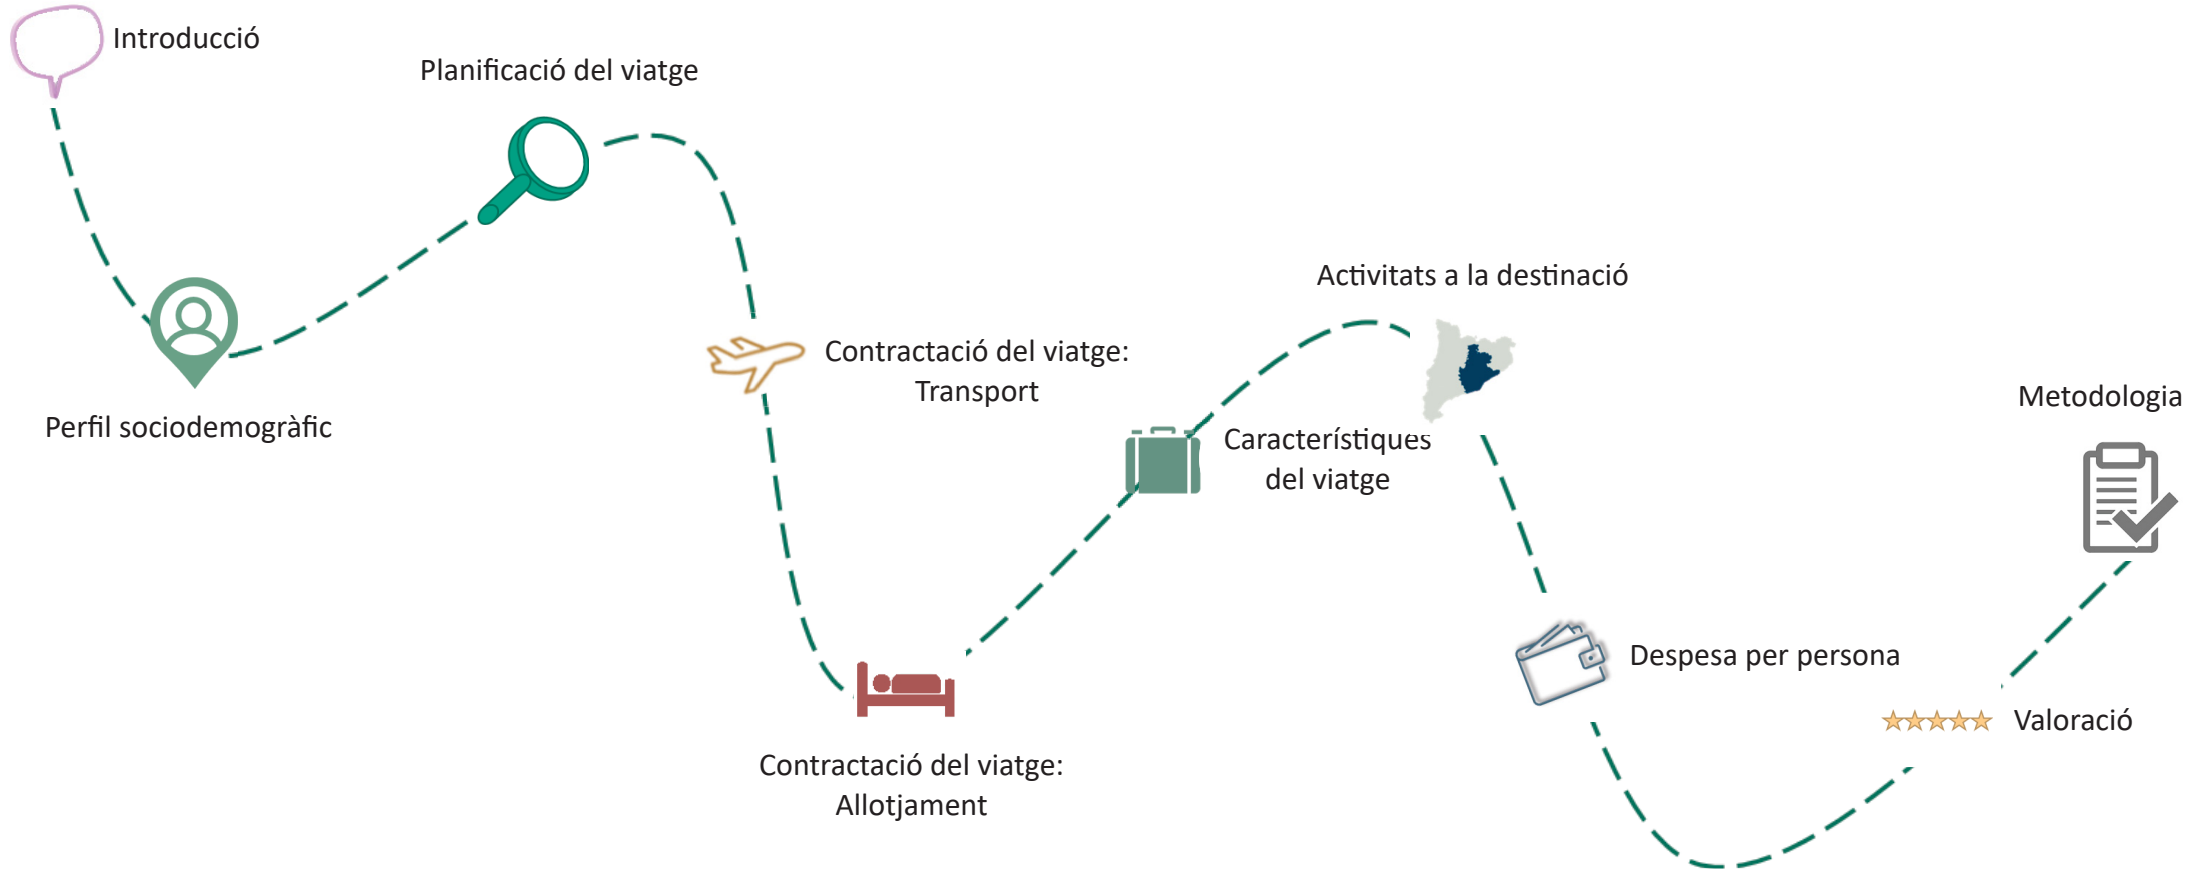 Introducció
Planificació del viatge
Perfil sociodemogràfic
Contractació del viatge:
Transport
Contractació del viatge:
Allotjament
Característiques
del viatge
Activitats a la destinació
Despesa per persona
Valoració
Metodologia